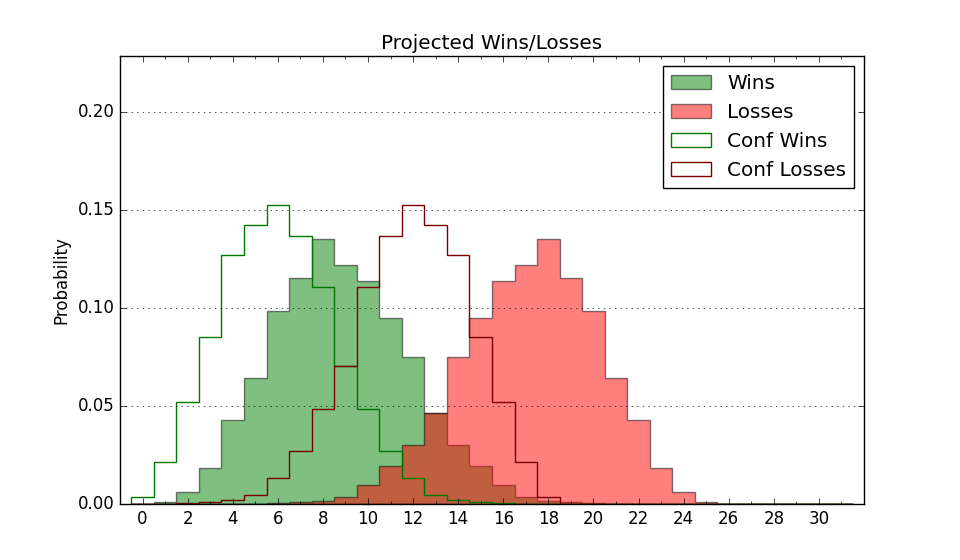 Projected Wins/Losses
Wins
Losses
Conf Wins
Conf Losses
Probability
0.20
0.15
0.10
0.05
0.00
0 2 4 6 8 10 12 14 16 18 20 22 24 26 28 30